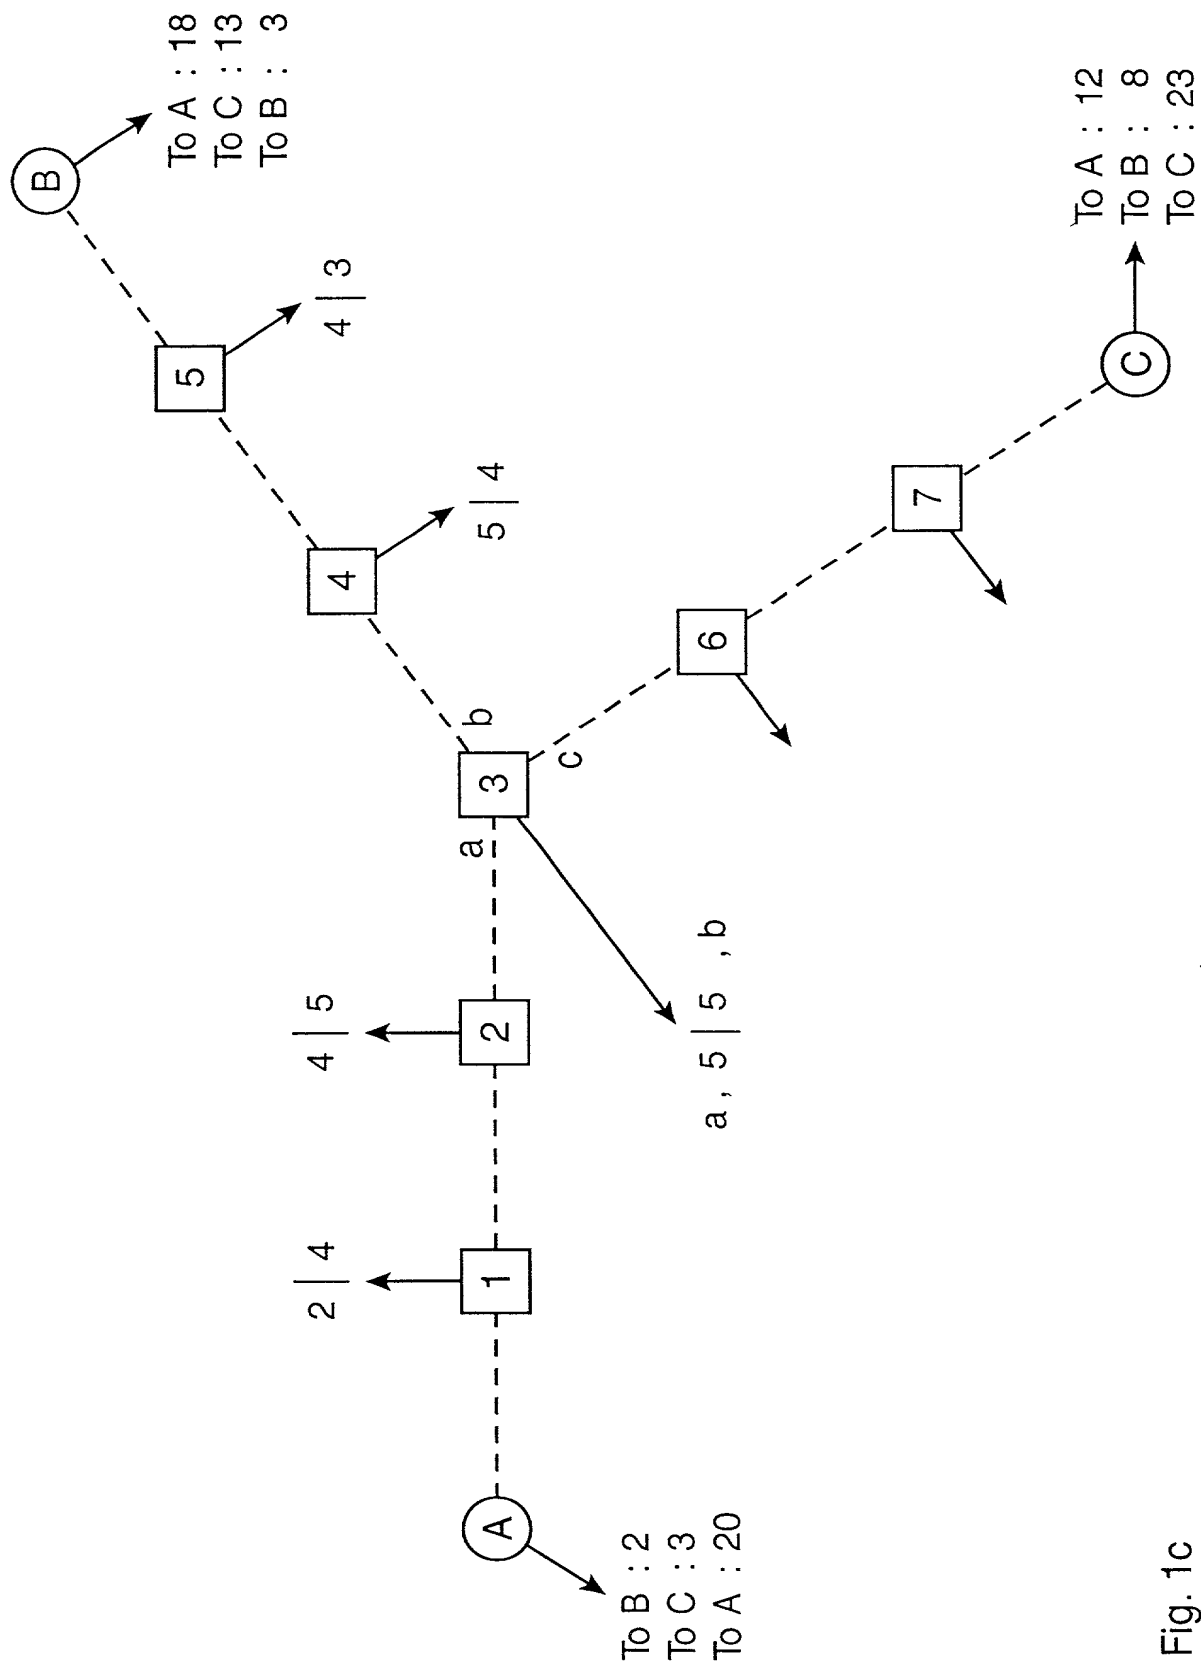 B
To A : 18
To C : 13
To B : 3
5
4 | 3
4
5 | 4
b
3
a
c
a, 5 | 5 , b
2
4 | 5
1
2 | 4
A
To B : 2
To C : 3
To A : 20
6
7
C
To A : 12
To B : 8
To C : 23
Fig. 1c